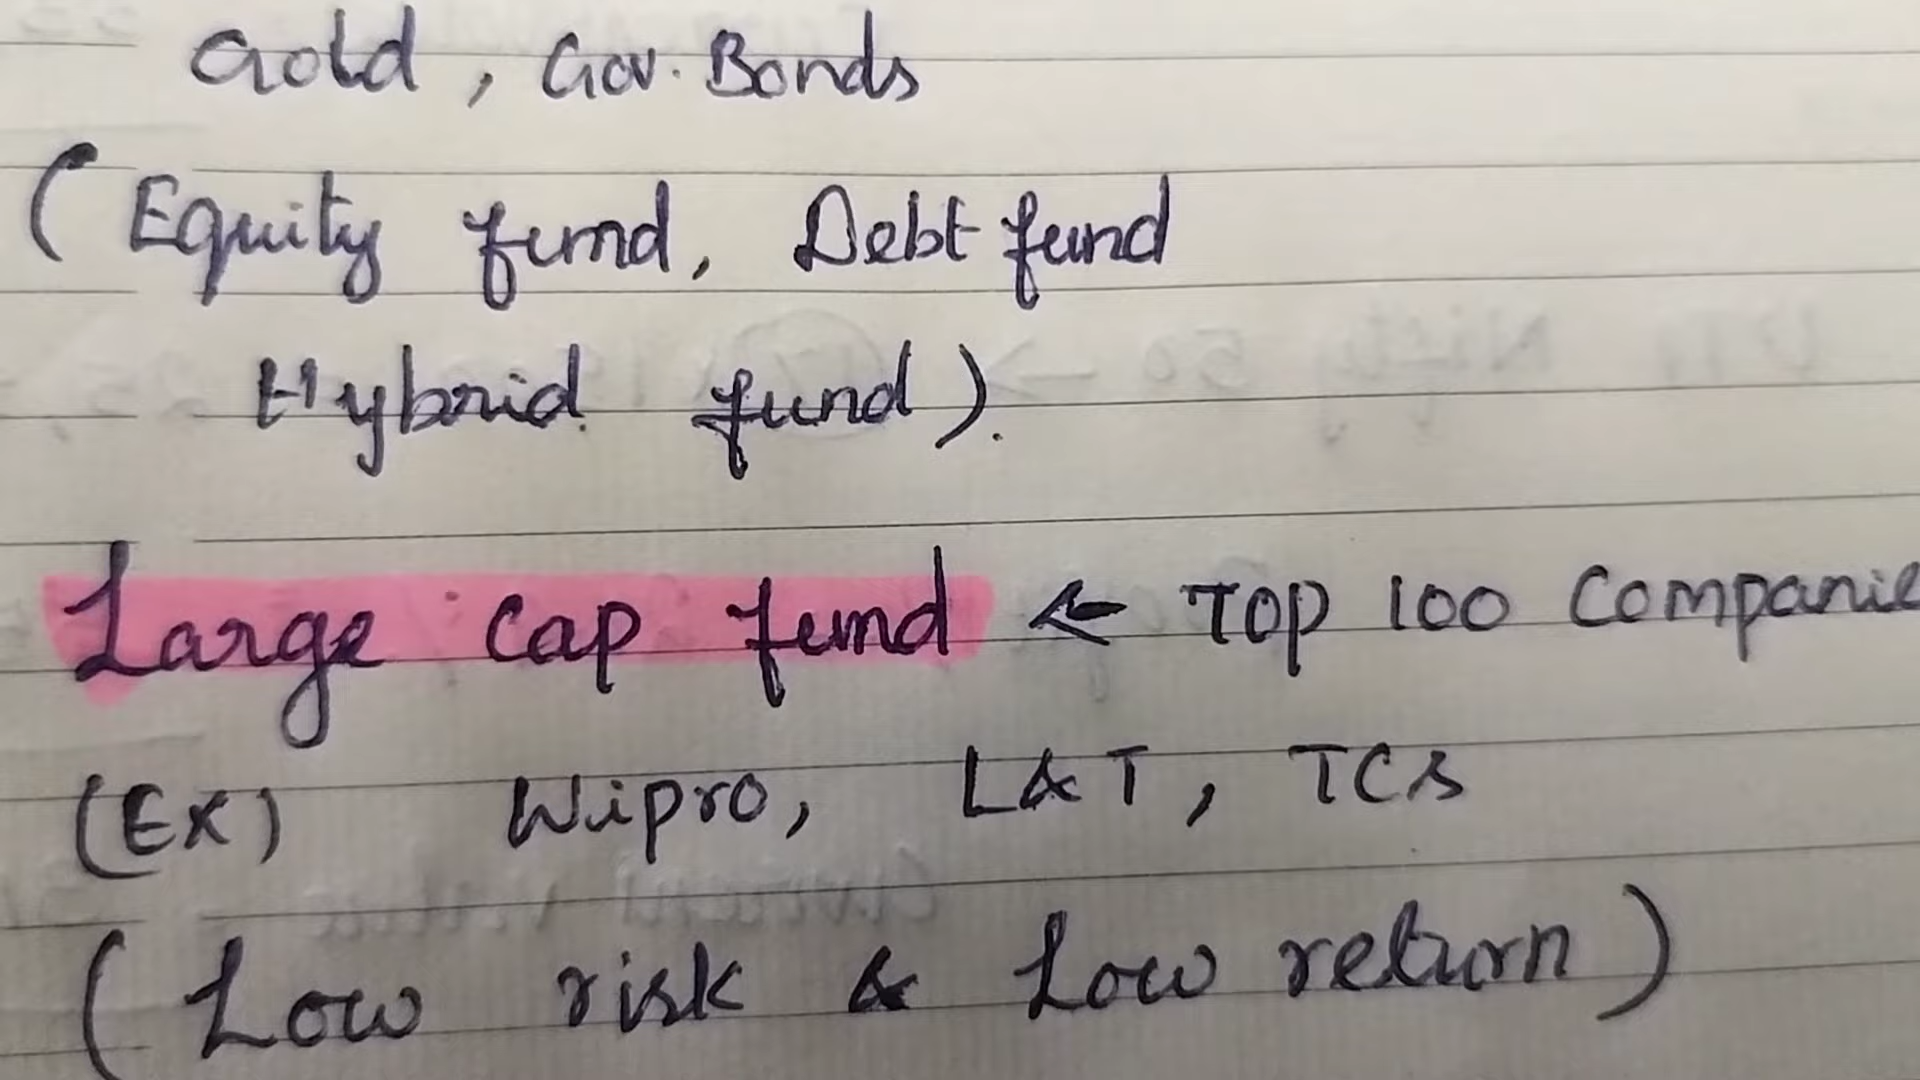 Gold, Gov. Bonds
(Equity fund, Debt fund
Hybrid fund).
Large cap fund ← Top 100 Companie
(Ex) Wipro, L&T, TCS
(Low risk & Low return)